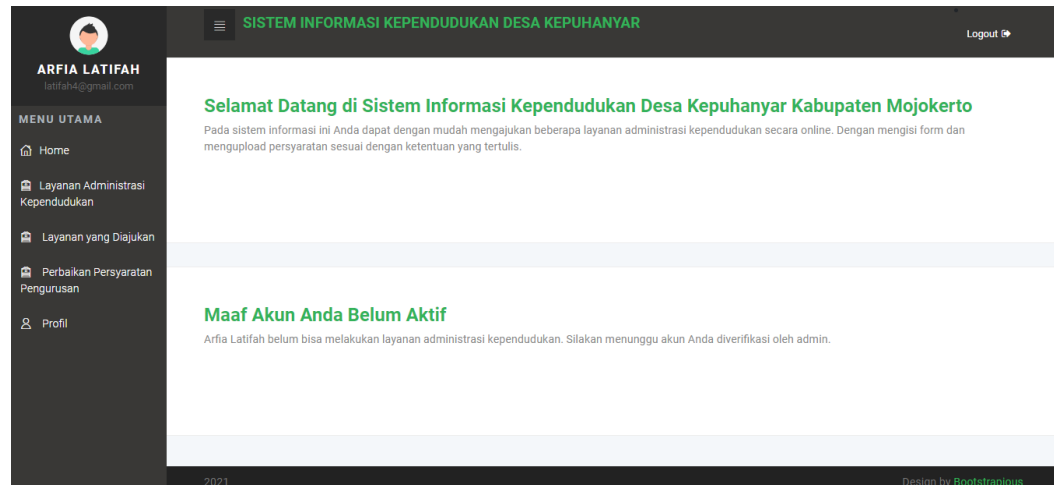 ARFIA LATIFAH
latifah4@gmail.com
MENU UTAMA
Home
Layanan Administrasi
Kependudukan
Layanan yang Diajukan
Perbaikan Persyaratan
Pengurusan
Profil
SISTEM INFORMASI KEPENDUDUKAN DESA KEPUHANYAR
Logout
Selamat Datang di Sistem Informasi Kependudukan Desa Kepuhanyar Kabupaten Mojokerto
Pada sistem informasi ini Anda dapat dengan mudah mengajukan beberapa layanan administrasi kependudukan secara online. Dengan mengisi form dan
mengupload persyaratan sesuai dengan ketentuan yang tertulis.
Maaf Akun Anda Belum Aktif
Arfia Latifah belum bisa melakukan layanan administrasi kependudukan. Silakan menunggu akun Anda diverifikasi oleh admin.
2021
Design by Bootstrapious